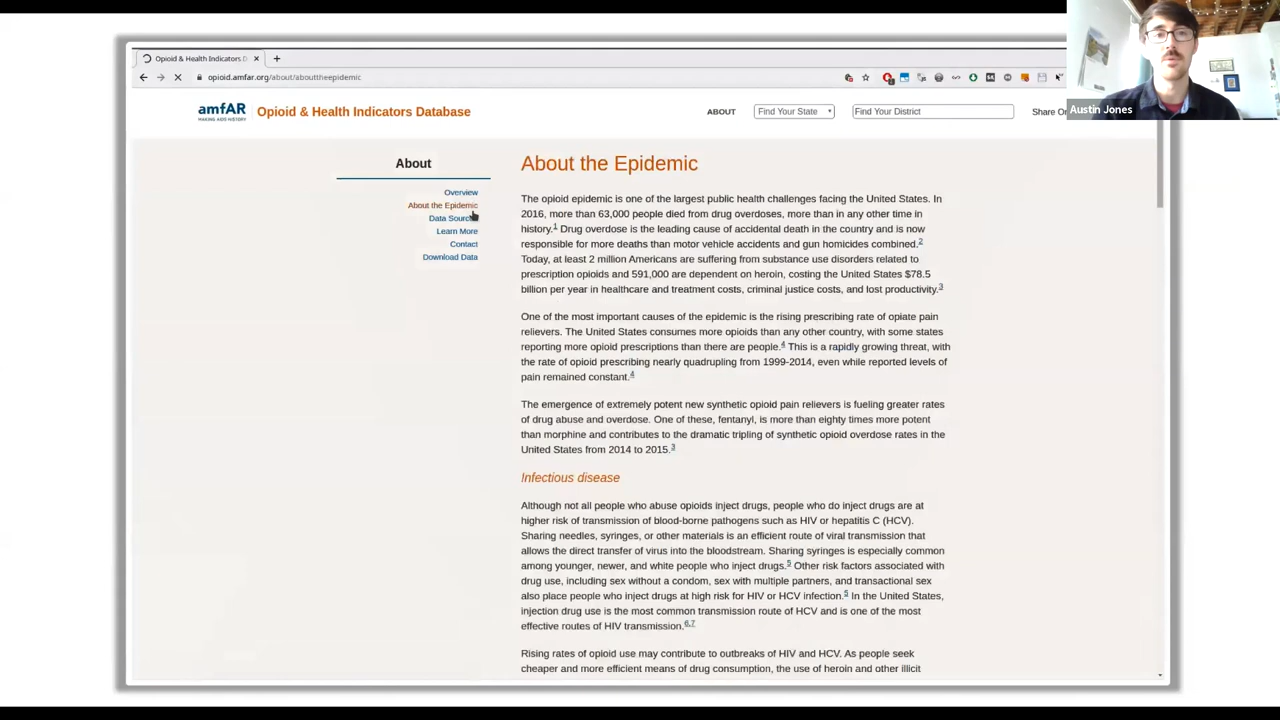 Opioid & Health Indicators D
opioid.amfar.org/about/abouttheepidemic
Austin Jones
amfAR
MAKING AIDS HISTORY
Opioid & Health Indicators Database
ABOUT
Find Your State
Find Your District
Share On
About
Overview
About the Epidemic
Data Sources
Learn More
Contact
Download Data
About the Epidemic
The opioid epidemic is one of the largest public health challenges facing the United States. In
2016, more than 63,000 people died from drug overdoses, more than in any other time in
history.1 Drug overdose is the leading cause of accidental death in the country and is now
responsible for more deaths than motor vehicle accidents and gun homicides combined.2
Today, at least 2 million Americans are suffering from substance use disorders related to
prescription opioids and 591,000 are dependent on heroin, costing the United States $78.5
billion per year in healthcare and treatment costs, criminal justice costs, and lost productivity.3
One of the most important causes of the epidemic is the rising prescribing rate of opiate pain
relievers. The United States consumes more opioids than any other country, with some states
reporting more opioid prescriptions than there are people.4 This is a rapidly growing threat, with
the rate of opioid prescribing nearly quadrupling from 1999-2014, even while reported levels of
pain remained constant.4
The emergence of extremely potent new synthetic opioid pain relievers is fueling greater rates
of drug abuse and overdose. One of these, fentanyl, is more than eighty times more potent
than morphine and contributes to the dramatic tripling of synthetic opioid overdose rates in the
United States from 2014 to 2015.3
Infectious disease
Although not all people who abuse opioids inject drugs, people who do inject drugs are at
higher risk of transmission of blood-borne pathogens such as HIV or hepatitis C (HCV).
Sharing needles, syringes, or other materials is an efficient route of viral transmission that
allows the direct transfer of virus into the bloodstream. Sharing syringes is especially common
among younger, newer, and white people who inject drugs.5 Other risk factors associated with
drug use, including sex without a condom, sex with multiple partners, and transactional sex
also place people who inject drugs at high risk for HIV or HCV infection.5 In the United States,
injection drug use is the most common transmission route of HCV and is one of the most
effective routes of HIV transmission.6,7
Rising rates of opioid use may contribute to outbreaks of HIV and HCV. As people seek
cheaper and more efficient means of drug consumption, the use of heroin and other illicit